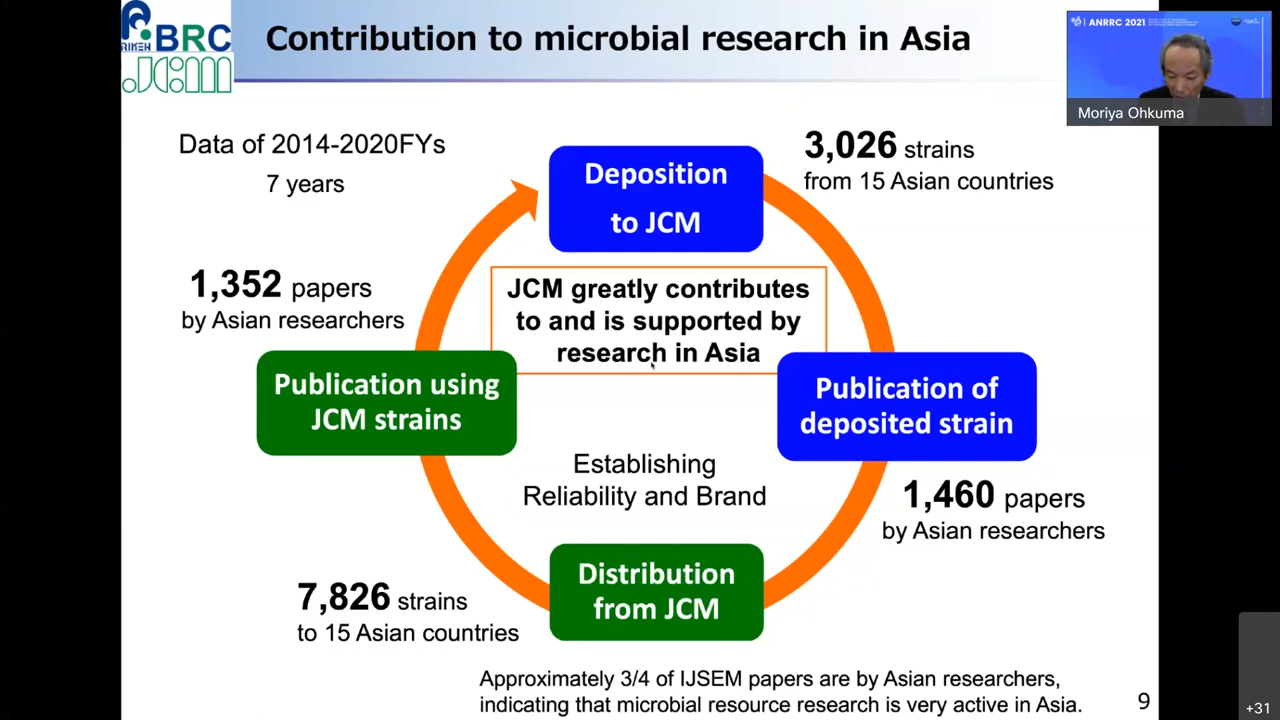 RIKEN BRC
JCM
Contribution to microbial research in Asia
ANRRC 2021
Moriya Ohkuma
Data of 2014-2020FYs
7 years
Deposition
to JCM
3,026 strains
from 15 Asian countries
1,352 papers
by Asian researchers
JCM greatly contributes
to and is supported by
research in Asia
Publication using
JCM strains
Publication of
deposited strain
Establishing
Reliability and Brand
1,460 papers
by Asian researchers
Distribution
from JCM
7,826 strains
to 15 Asian countries
Approximately 3/4 of IJSEM papers are by Asian researchers,
indicating that microbial resource research is very active in Asia.
9
+31